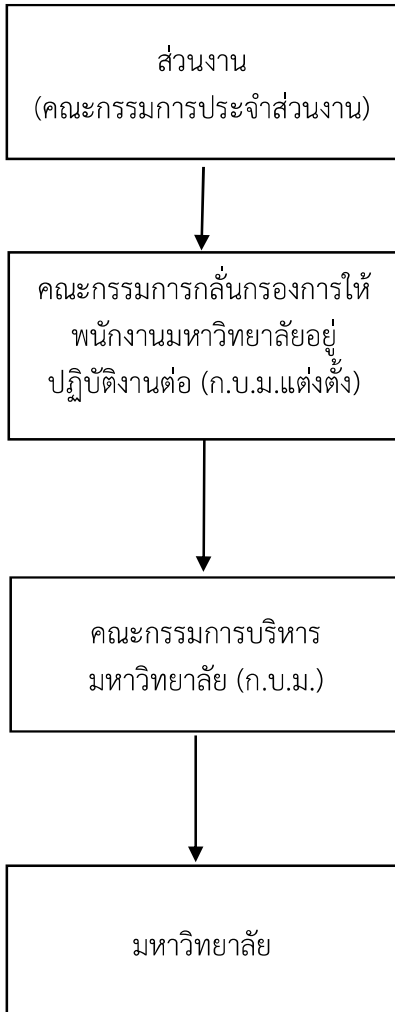 ส่วนงาน
(คณะกรรมการประจำส่วนงาน)
คณะกรรมการกลั่นกรองการให้
พนักงานมหาวิทยาลัยอยู่
ปฏิบัติงานต่อ (ก.บ.ม.แต่งตั้ง)
คณะกรรมการบริหาร
มหาวิทยาลัย (ก.บ.ม.)
มหาวิทยาลัย